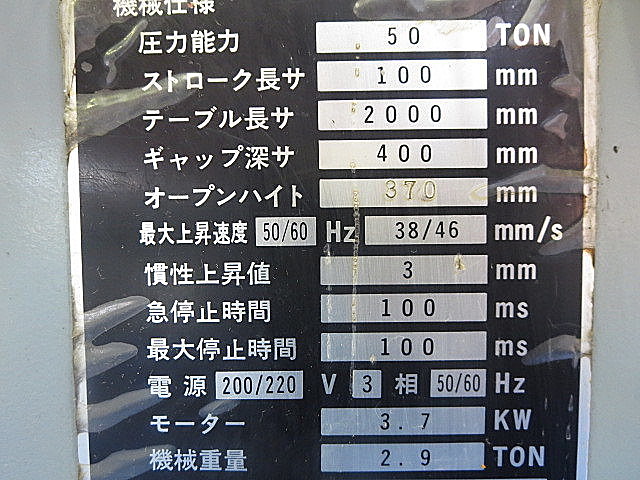 機械仕様
圧力能力 50 TON
ストローク長サ 100 mm
テーブル長サ 2000 mm
ギャップ深サ 400 mm
オープンハイト 370 mm
最大上昇速度 50/60 Hz 38/46 mm/s
慣性上昇値 3 mm
急停止時間 100 ms
最大停止時間 100 ms
電源 200/220 V 3 相 50/60 Hz
モーター 3.7 KW
機械重量 2.9 TON